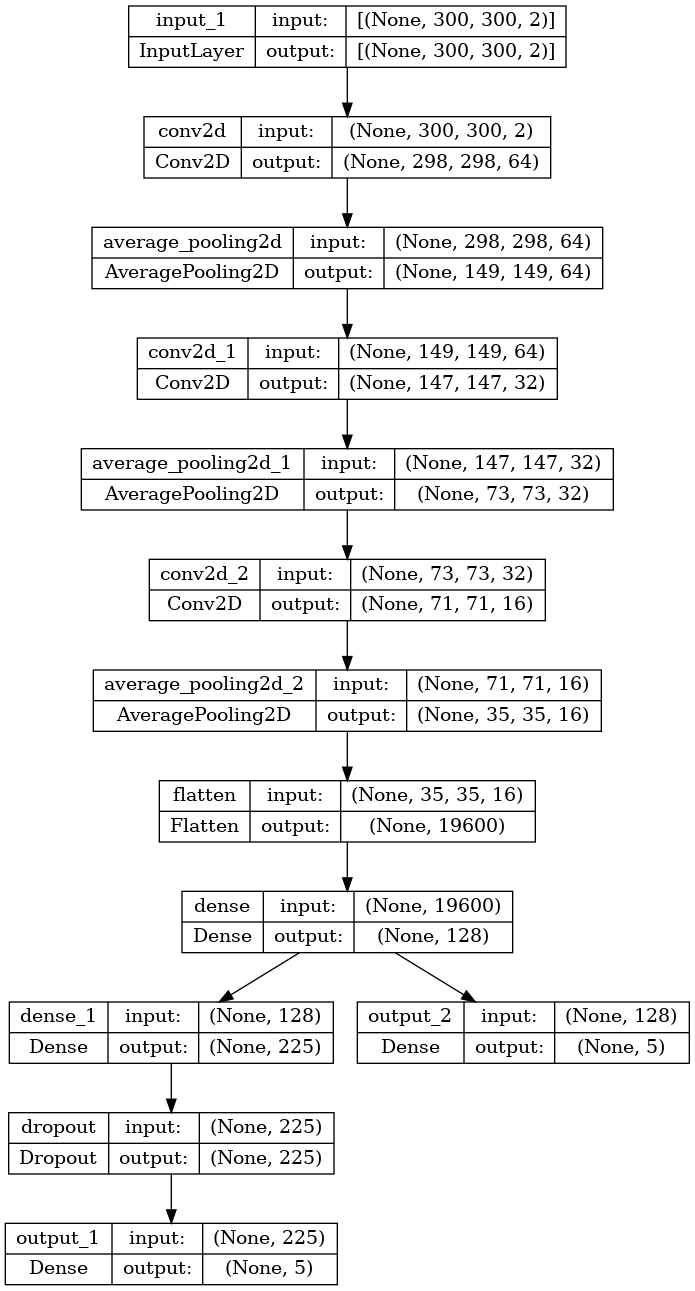 input_1 input: [(None, 300, 300, 2)]
InputLayer output: [(None, 300, 300, 2)]
conv2d input: (None, 300, 300, 2)
Conv2D output: (None, 298, 298, 64)
average_pooling2d input: (None, 298, 298, 64)
AveragePooling2D output: (None, 149, 149, 64)
conv2d_1 input: (None, 149, 149, 64)
Conv2D output: (None, 147, 147, 32)
average_pooling2d_1 input: (None, 147, 147, 32)
AveragePooling2D output: (None, 73, 73, 32)
conv2d_2 input: (None, 73, 73, 32)
Conv2D output: (None, 71, 71, 16)
average_pooling2d_2 input: (None, 71, 71, 16)
AveragePooling2D output: (None, 35, 35, 16)
flatten input: (None, 35, 35, 16)
Flatten output: (None, 19600)
dense input: (None, 19600)
Dense output: (None, 128)
dense_1 input: (None, 128)
Dense output: (None, 225)
output_2 input: (None, 128)
Dense output: (None, 5)
dropout input: (None, 225)
Dropout output: (None, 225)
output_1 input: (None, 225)
Dense output: (None, 5)